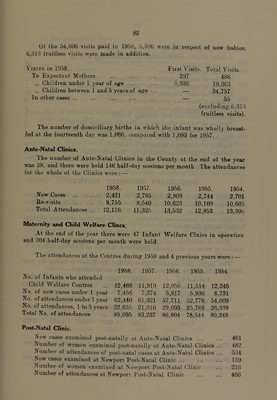 82
Of the 54,606 visits paid in 1958, 5,936 were in respect of new babies.
6,313 fruitless visits were made in addition.
Visits in 1958. First Visits. Total Visits.
To Expectant Mothers ... 297 486
„ Children under 1 year of age ... 5,936 19,363
„ Children between 1 and 5 years of age ... 34,757
In other cases ... — 55
(excluding 6,313
fruitless visits).
The number of domiciliary births in which the infant was wholly breast-
fed at the fourteenth day was 1,066, compared with 1,093 for 1957.
Ante-Natal Clinics.
The number of Ante-Natal Clinics in the County at the end of the year
was 29, and there were held 146 half-day sessions per month The attendances
for the whole of the Clinics were:—
1958. 1957. 1956. 1955. 1954.
New Cases ... 2,421 2,785 2,909 2,744 2,701
Re-visits ... 9,755 8,540 10,623 10,109 10,605
Total Attendances ... 12,176 11,325 13,532 12,853 13,306
Maternity and Child Welfare Clincs.
At the end of the year there were 47 Infant Welfare Clinics in operation
and 304 half-day sessions per month were held.
The attendances at the Centres during 1958 and 4 previous years were:—
1958. 1957. 1956. 1955. 1954.
No. of Infants who attended
Child Welfare Centres ... 12,466 11,919 12,056 11,514 12,245
No. of new cases under 1 year 7,456 7,274 5,817 5,936 6,731
No. of attendances under 1 year 62,440 61,321 57,711 52,776 54,009
No. of attendances, 1 to 5 years 22,655 21,916 29,093 25,768 26,339
Total No. of attendances ... 85,095 83,237 86,804 78,544 80,349
Post-Natal Clinic.
New cases examined post-natally at Ante-Natal Clinics ... 461
Number of women examined post-natally at Ante-Natal Clinics ... 482
Number of attendances of post-natal cases at Ante-Natal Clinics ... 534
New cases examined at Newport Post-Natal Clinic ... 159
Number of women examined at Newport Post-Natal Clinic ... 216
Number of attendances at Newport Post-Natal Clinic ... 466